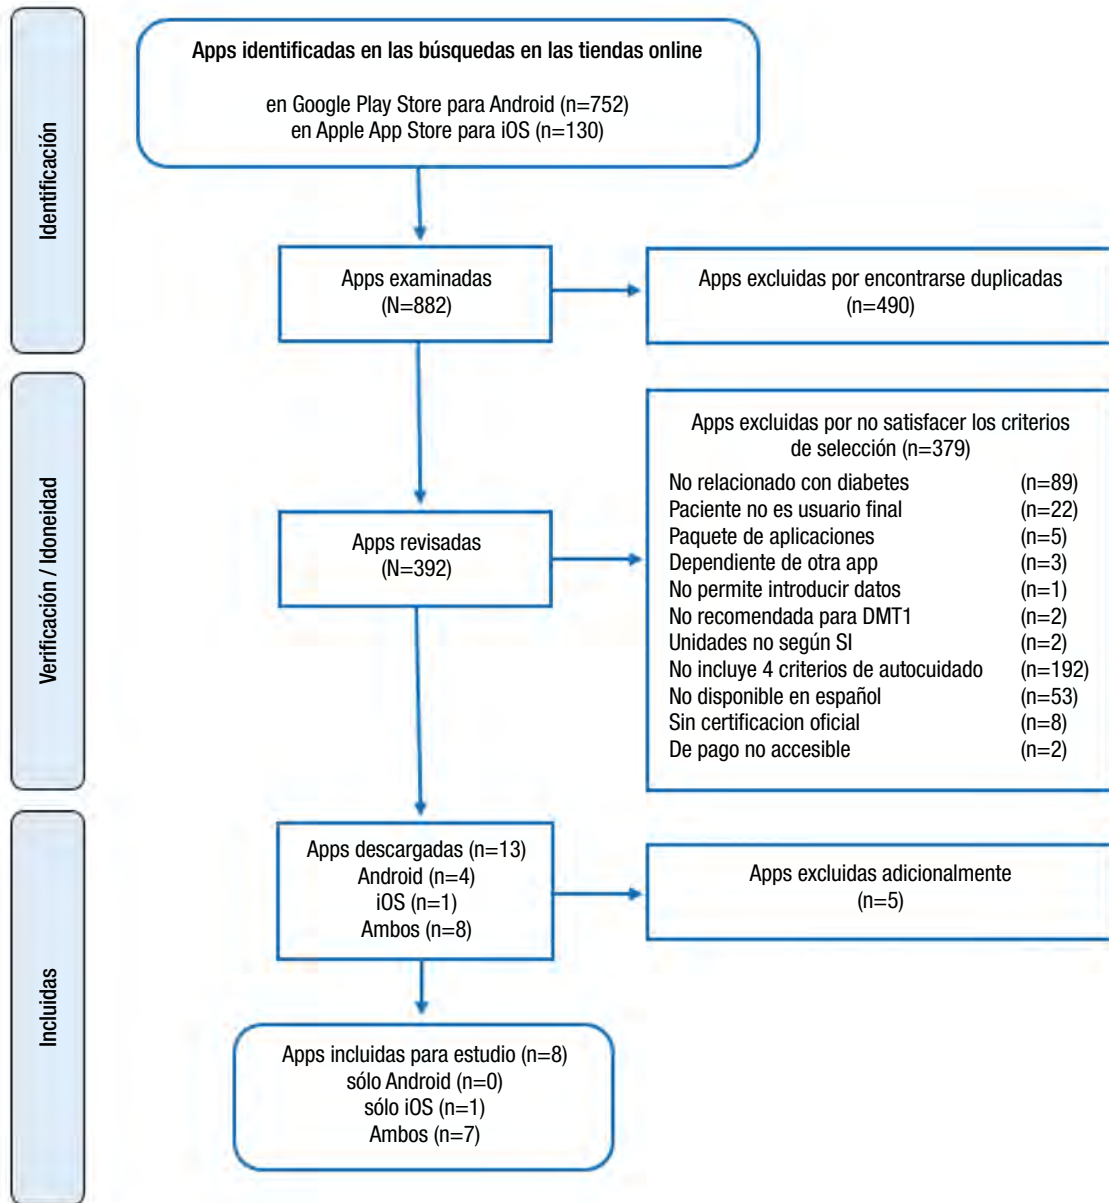 Identificación
Apps identificadas en las búsquedas en las tiendas online
en Google Play Store para Android (n=752)
en Apple App Store para iOS (n=130)
Apps examinadas
(N=882)
Apps excluidas por encontrarse duplicadas
(n=490)
Verificación / Idoneidad
Apps revisadas
(N=392)
Apps excluidas por no satisfacer los criterios
de selección (n=379)
No relacionado con diabetes (n=89)
Paciente no es usuario final (n=22)
Paquete de aplicaciones (n=5)
Dependiente de otra app (n=3)
No permite introducir datos (n=1)
No recomendada para DMT1 (n=2)
Unidades no según SI (n=2)
No incluye 4 criterios de autocuidado (n=192)
No disponible en español (n=53)
Sin certificacion oficial (n=8)
De pago no accesible (n=2)
Incluidas
Apps descargadas (n=13)
Android (n=4)
iOS (n=1)
Ambos (n=8)
Apps excluidas adicionalmente
(n=5)
Apps incluidas para estudio (n=8)
sólo Android (n=0)
sólo iOS (n=1)
Ambos (n=7)